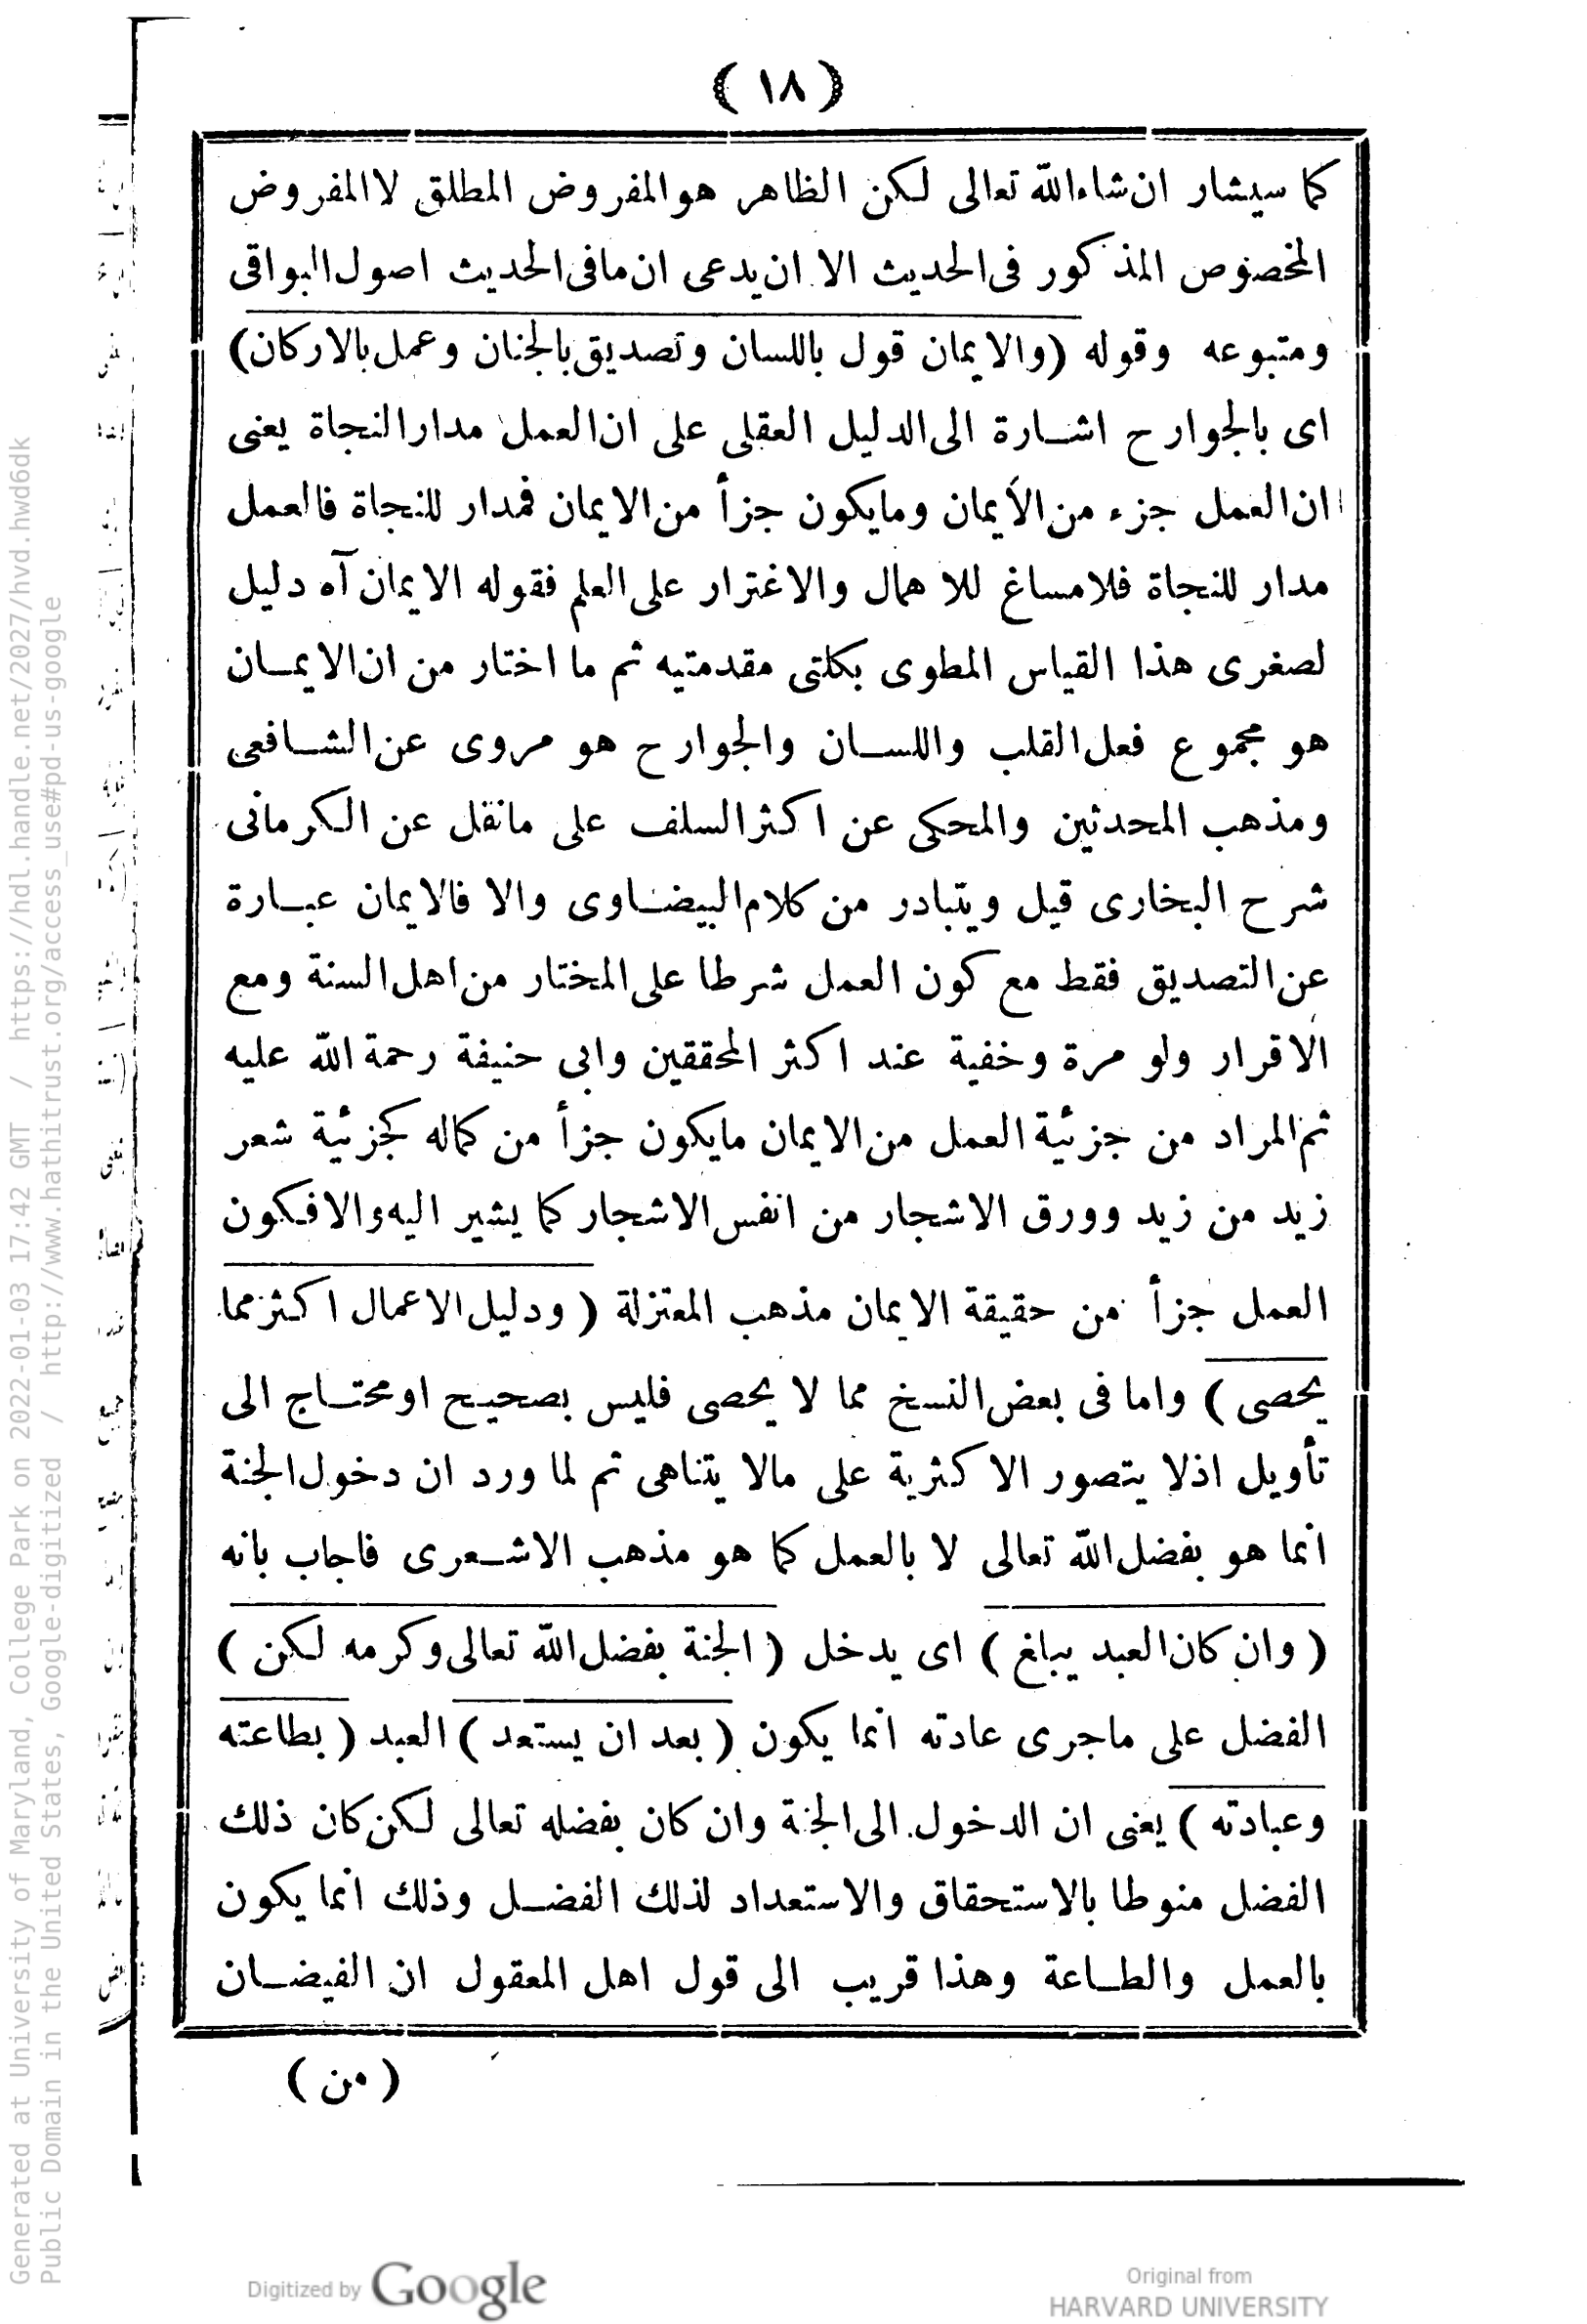 ﴿ ١٨ ﴾
كما سيشار ان شاء الله تعالى لكن الظاهر هو المفروض المطلق لا المفروض
المخصوص المذكور فى الحديث الا ان يدعى ان مافى الحديث اصول البواقى
ومتبوعه وقوله (والايمان قول باللسان وتصديق بالجنان وعمل بالاركان)
اى بالجوارح اشارة الى الدليل العقلى على ان العمل مدار النجاة يعنى
ان العمل جزء من الايمان ومايكون جزأ من الايمان فمدار للنجاة فالعمل
مدار للنجاة فلامساغ للاهمال والاغترار على العلم فقوله الايمان آه دليل
لصغرى هذا القياس المطوى بكلتى مقدمتيه ثم ما اختار من ان الايمان
هو مجموع فعل القلب واللسان والجوارح هو مروى عن الشافعى
ومذهب المحدثين والمحكى عن اكثر السلف على مانقل عن الكرمانى
شرح البخارى قيل ويتبادر من كلام البيضاوى والا فالايمان عبارة
عن التصديق فقط مع كون العمل شرطا على المختار من اهل السنة ومع
الاقرار ولو مرة وخفية عند اكثر المحققين وابى حنيفة رحمة الله عليه
ثم المراد من جزئية العمل من الايمان مايكون جزأ من كماله كجزئية شعر
زيد من زيد وورق الاشجار من انفس الاشجار كما يشير اليه والافكون
العمل جزأ من حقيقة الايمان مذهب المعتزلة ( ودليل الاعمال اكثر مما
يحصى ) واما فى بعض النسخ مما لا يحصى فليس بصحيح او محتاج الى
تأويل اذلا يتصور الاكثرية على مالا يتناهى ثم لما ورد ان دخول الجنة
انما هو بفضل الله تعالى لا بالعمل كما هو مذهب الاشعرى فاجاب بانه
( وان كان العبد يبلغ ) اى يدخل ( الجنة بفضل الله تعالى وكرمه لكن )
الفضل على ماجرى عادته انما يكون ( بعد ان يستعد ) العبد ( بطاعته
وعبادته ) يعنى ان الدخول الى الجنة وان كان بفضله تعالى لكن كان ذلك
الفضل منوطا بالاستحقاق والاستعداد لذلك الفضل وذلك انما يكون
بالعمل والطاعة وهذا قريب الى قول اهل المعقول ان الفيضان
( من )
Generated at University of Maryland, College Park on 2022-01-03 17:42 GMT / https://hdl.handle.net/2027/hvd.hwd6dk
Public Domain in the United States, Google-digitized / http://www.hathitrust.org/access_use#pd-us-google
Digitized by Google
Original from
HARVARD UNIVERSITY